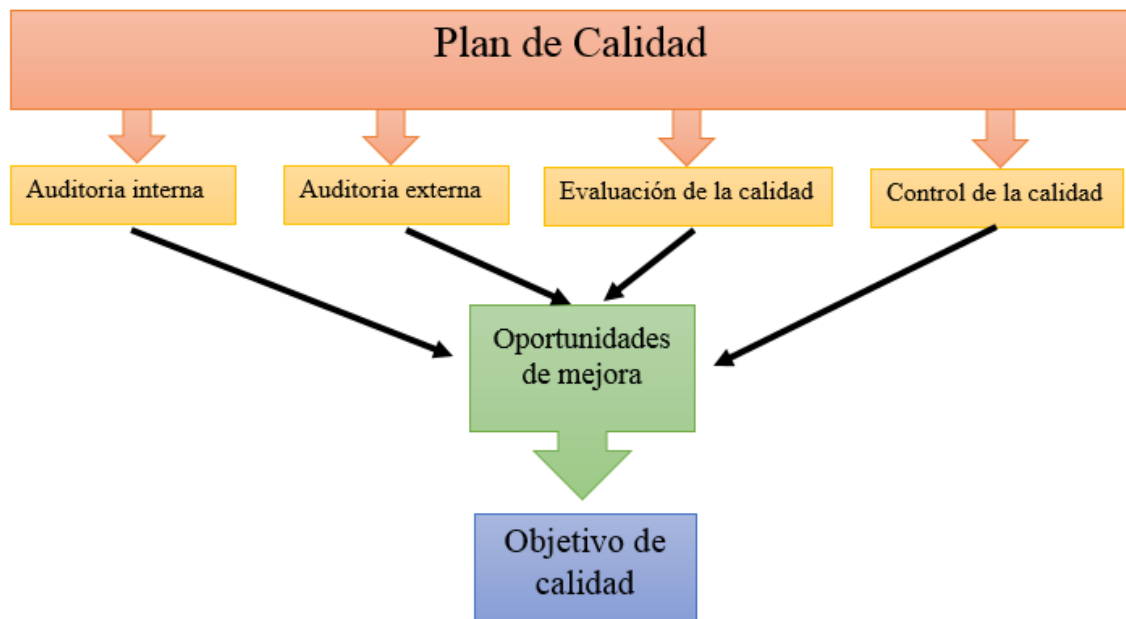 Plan de Calidad
Auditoria interna
Auditoria externa
Evaluación de la calidad
Control de la calidad
Oportunidades
de mejora
Objetivo de
calidad